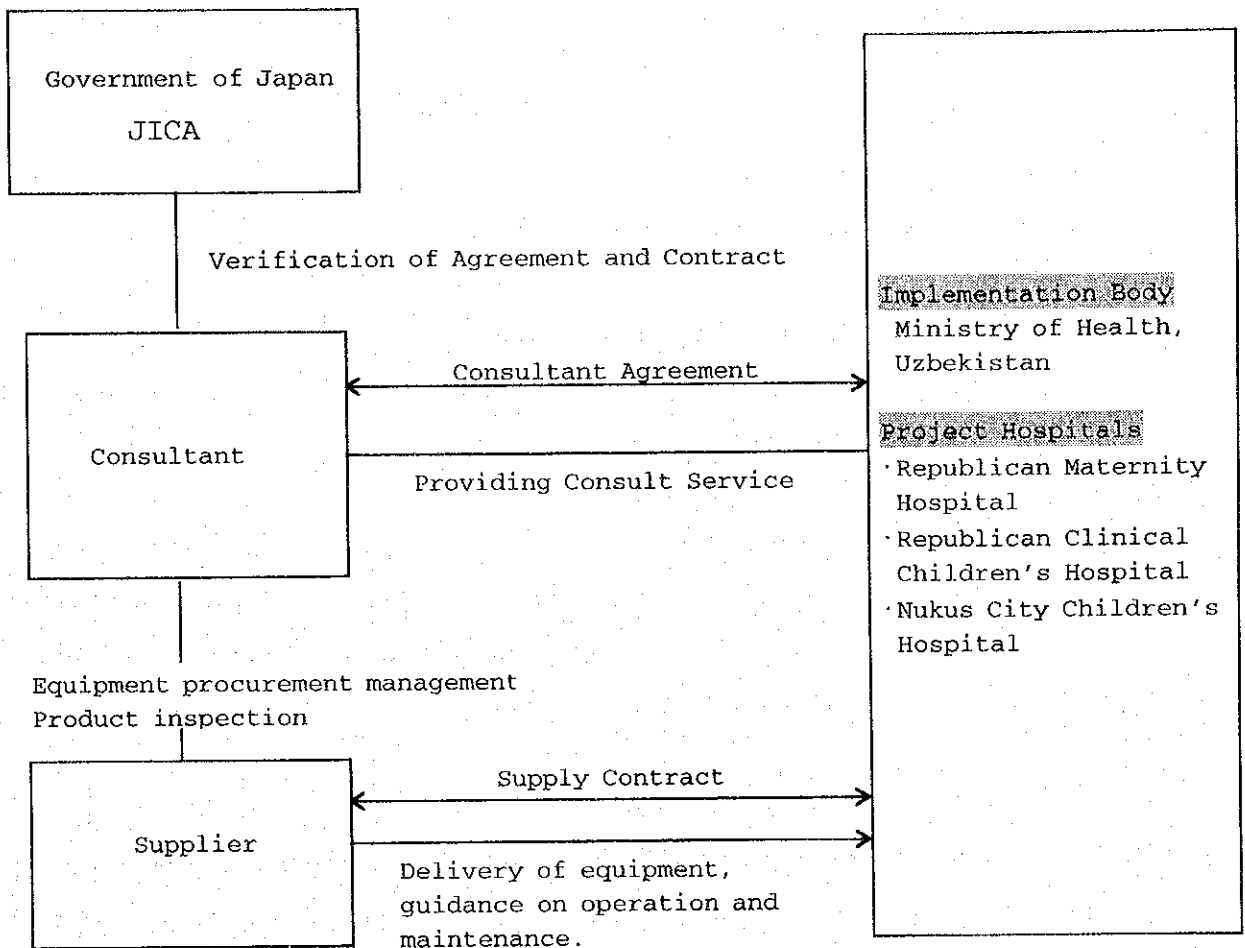 Government of Japan
JICA
Verification of Agreement and Contract
Implementation Body
Ministry of Health,
Uzbekistan
Consultant Agreement
Consultant
Providing Consult Service
Project Hospitals
·Republican Maternity
Hospital
·Republican Clinical
Children's Hospital
·Nukus City Children's
Hospital
Equipment procurement management
Product inspection
Supply Contract
Supplier
Delivery of equipment,
guidance on operation and
maintenance.